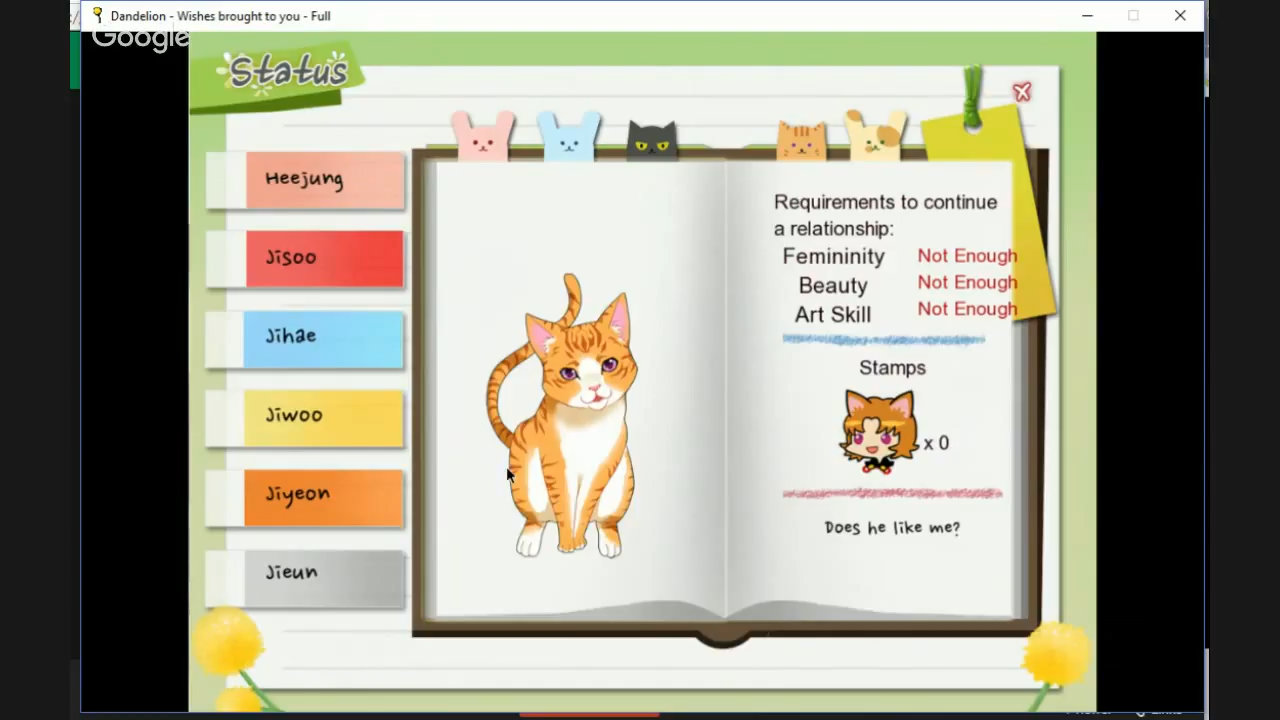 Dandelion - Wishes brought to you - Full
Google
Status
Heejung
Jisoo
Jihae
Jiwoo
Jiyeon
Jieun
Requirements to continue
a relationship:
Femininity Not Enough
Beauty Not Enough
Art Skill Not Enough
Stamps
x 0
Does he like me?